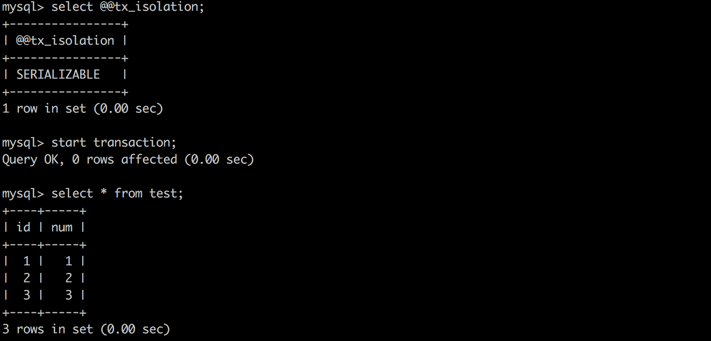 mysql> select @@tx_isolation;
+----------------+
| @@tx_isolation |
+----------------+
| SERIALIZABLE   |
+----------------+
1 row in set (0.00 sec)
mysql> start transaction;
Query OK, 0 rows affected (0.00 sec)
mysql> select * from test;
+----+-----+
| id | num |
+----+-----+
|  1 |   1 |
|  2 |   2 |
|  3 |   3 |
+----+-----+
3 rows in set (0.00 sec)